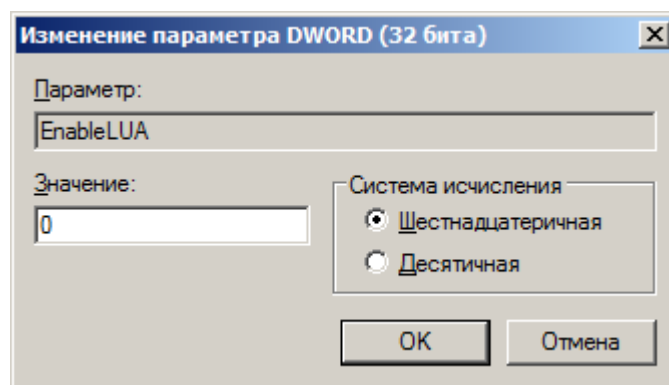 Изменение параметра DWORD (32 бита)
Параметр:
EnableLUA
Значение:
0
Система исчисления
Шестнадцатеричная
Десятичная
OK
Отмена